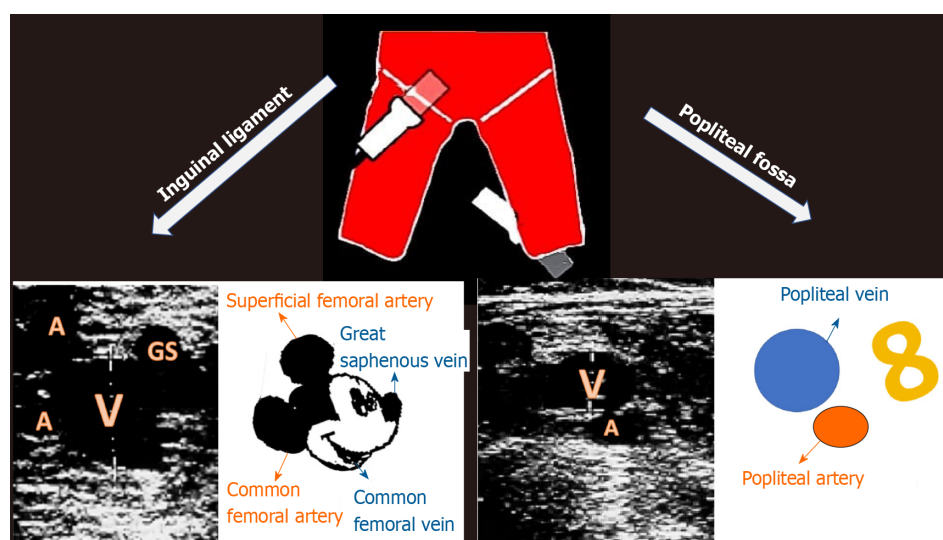 Inguinal ligament
Popliteal fossa
A
GS
A
V
Superficial femoral artery
Great
saphenous vein
Common
femoral artery
Common
femoral vein
V
A
Popliteal vein
8
Popliteal artery